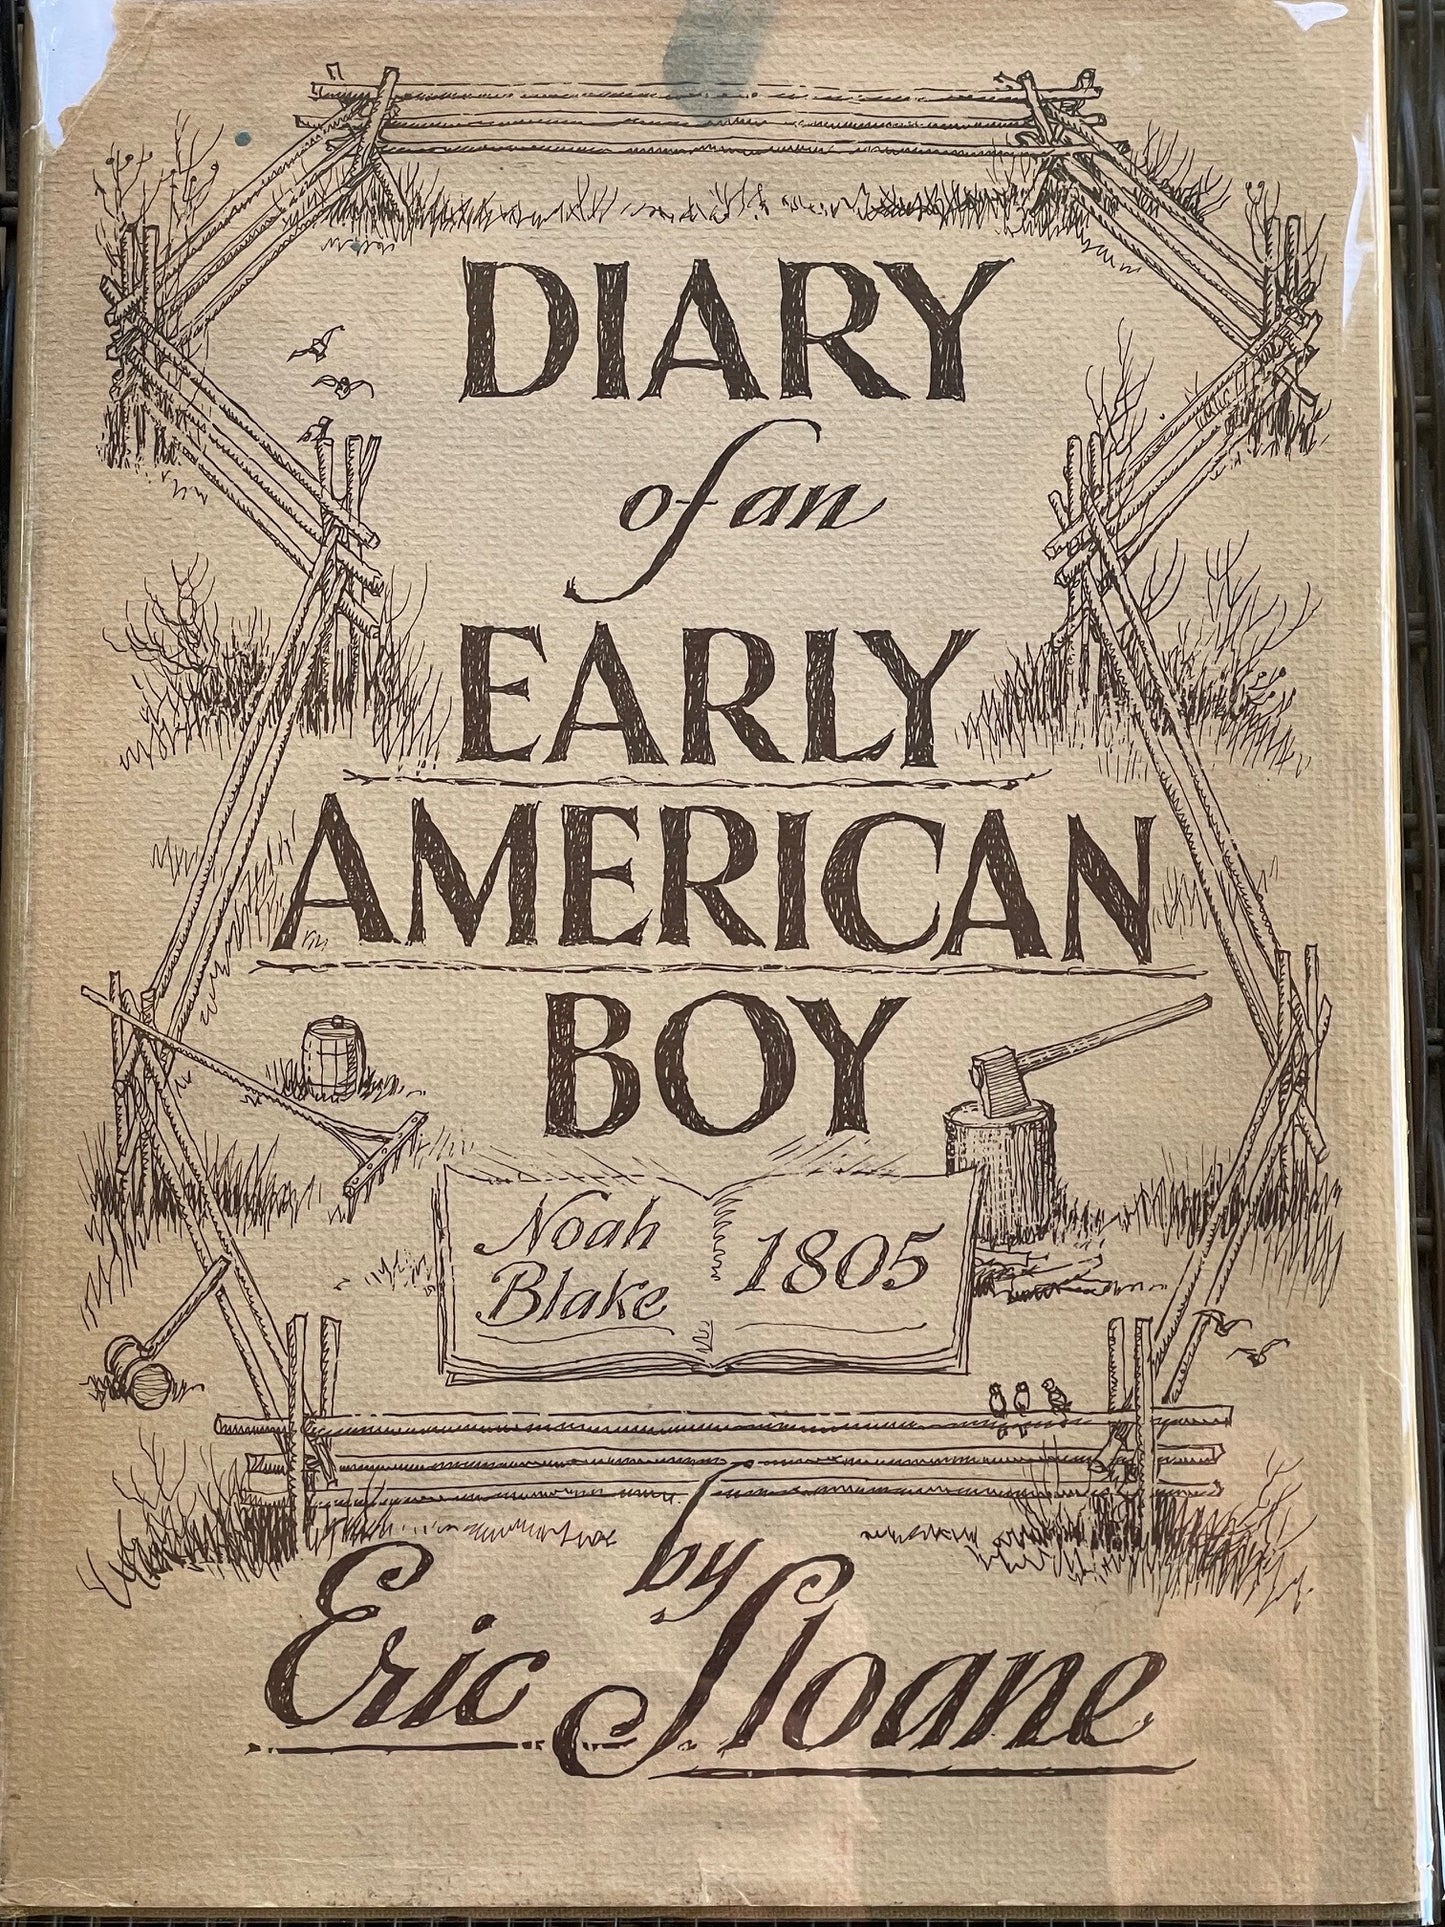 DIARY
of an
EARLY
AMERICAN
BOY
Noah
Blake
1805
by
Eric Sloane